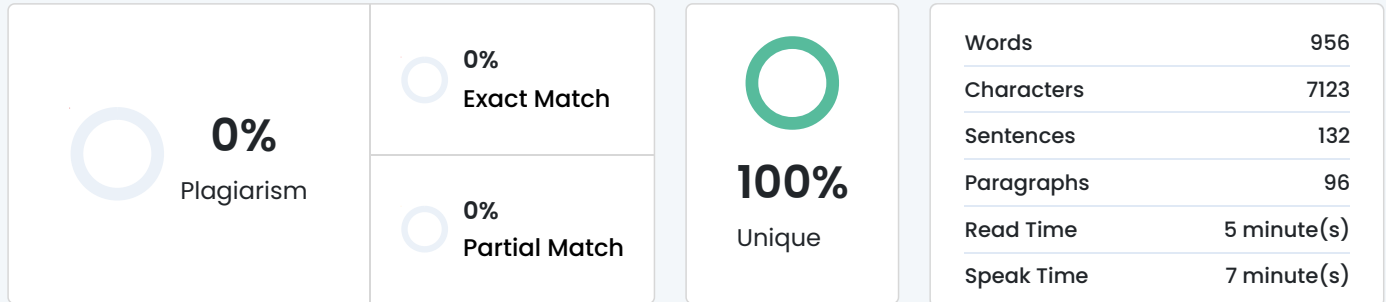 0%
Plagiarism
0%
Exact Match
0%
Partial Match
100%
Unique
Words 956
Characters 7123
Sentences 132
Paragraphs 96
Read Time 5 minute(s)
Speak Time 7 minute(s)